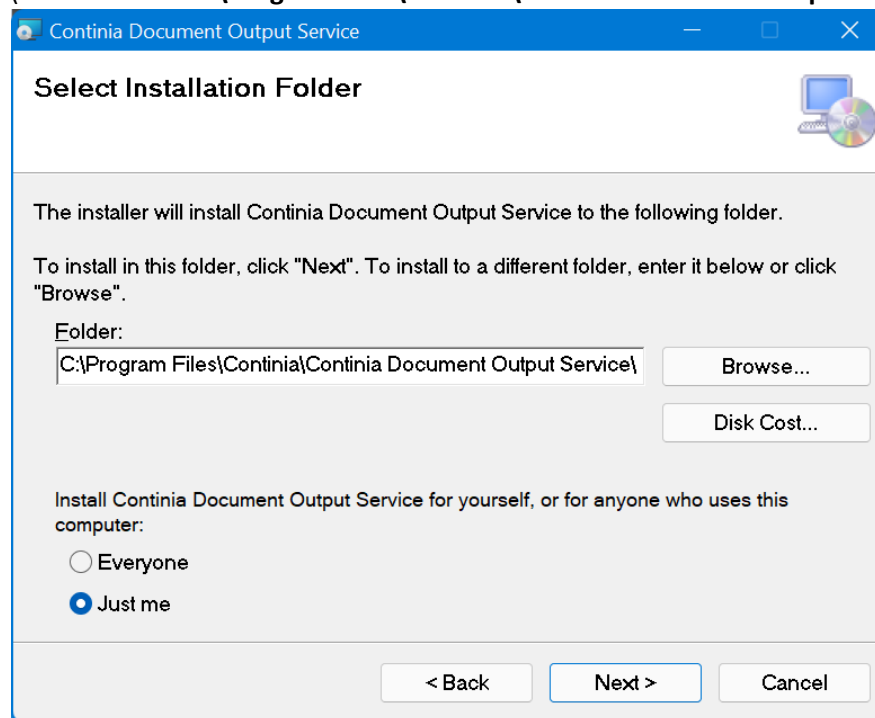 Continia Document Output Service
Select Installation Folder
The installer will install Continia Document Output Service to the following folder.
To install in this folder, click "Next". To install to a different folder, enter it below or click
"Browse".
Folder:
C:\Program Files\Continia\Continia Document Output Service\
Browse...
Disk Cost...
Install Continia Document Output Service for yourself, or for anyone who uses this
computer:
Everyone
Just me
< Back
Next >
Cancel